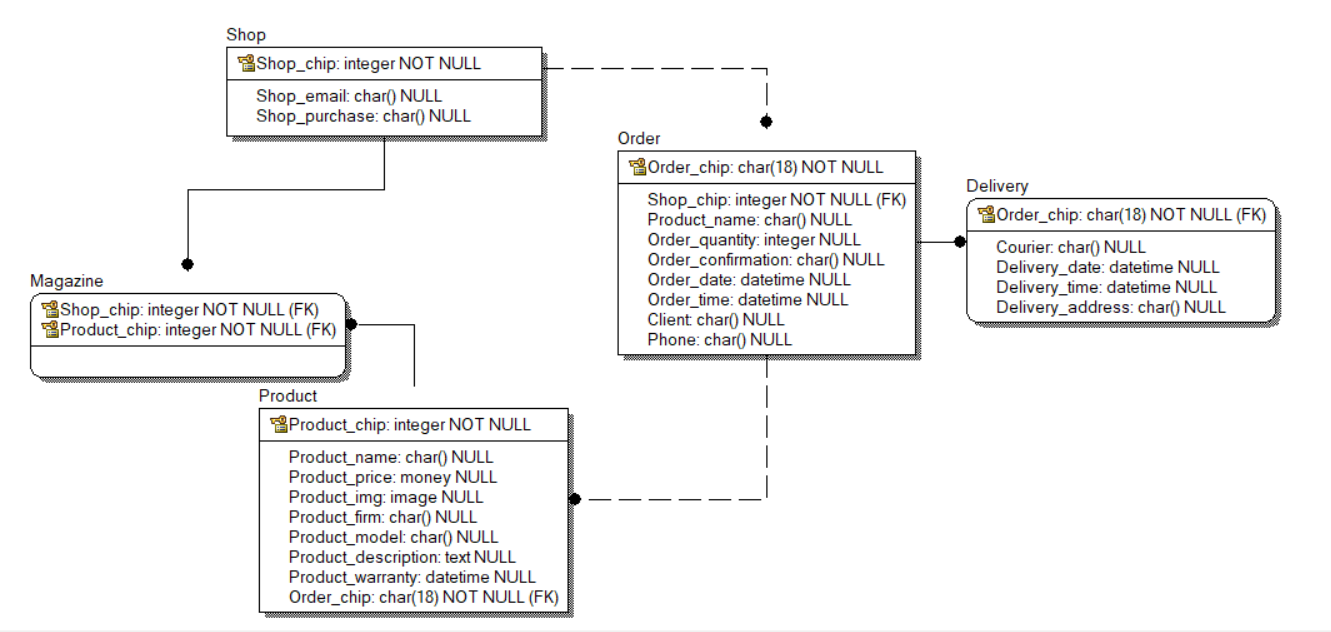 Shop
Shop_chip: integer NOT NULL
Shop_email: char() NULL
Shop_purchase: char() NULL
Order
Order_chip: char(18) NOT NULL
Shop_chip: integer NOT NULL (FK)
Product_name: char() NULL
Order_quantity: integer NULL
Order_confirmation: char() NULL
Order_date: datetime NULL
Order_time: datetime NULL
Client: char() NULL
Phone: char() NULL
Delivery
Order_chip: char(18) NOT NULL (FK)
Courier: char() NULL
Delivery_date: datetime NULL
Delivery_time: datetime NULL
Delivery_address: char() NULL
Magazine
Shop_chip: integer NOT NULL (FK)
Product_chip: integer NOT NULL (FK)
Product
Product_chip: integer NOT NULL
Product_name: char() NULL
Product_price: money NULL
Product_img: image NULL
Product_firm: char() NULL
Product_model: char() NULL
Product_description: text NULL
Product_warranty: datetime NULL
Order_chip: char(18) NOT NULL (FK)